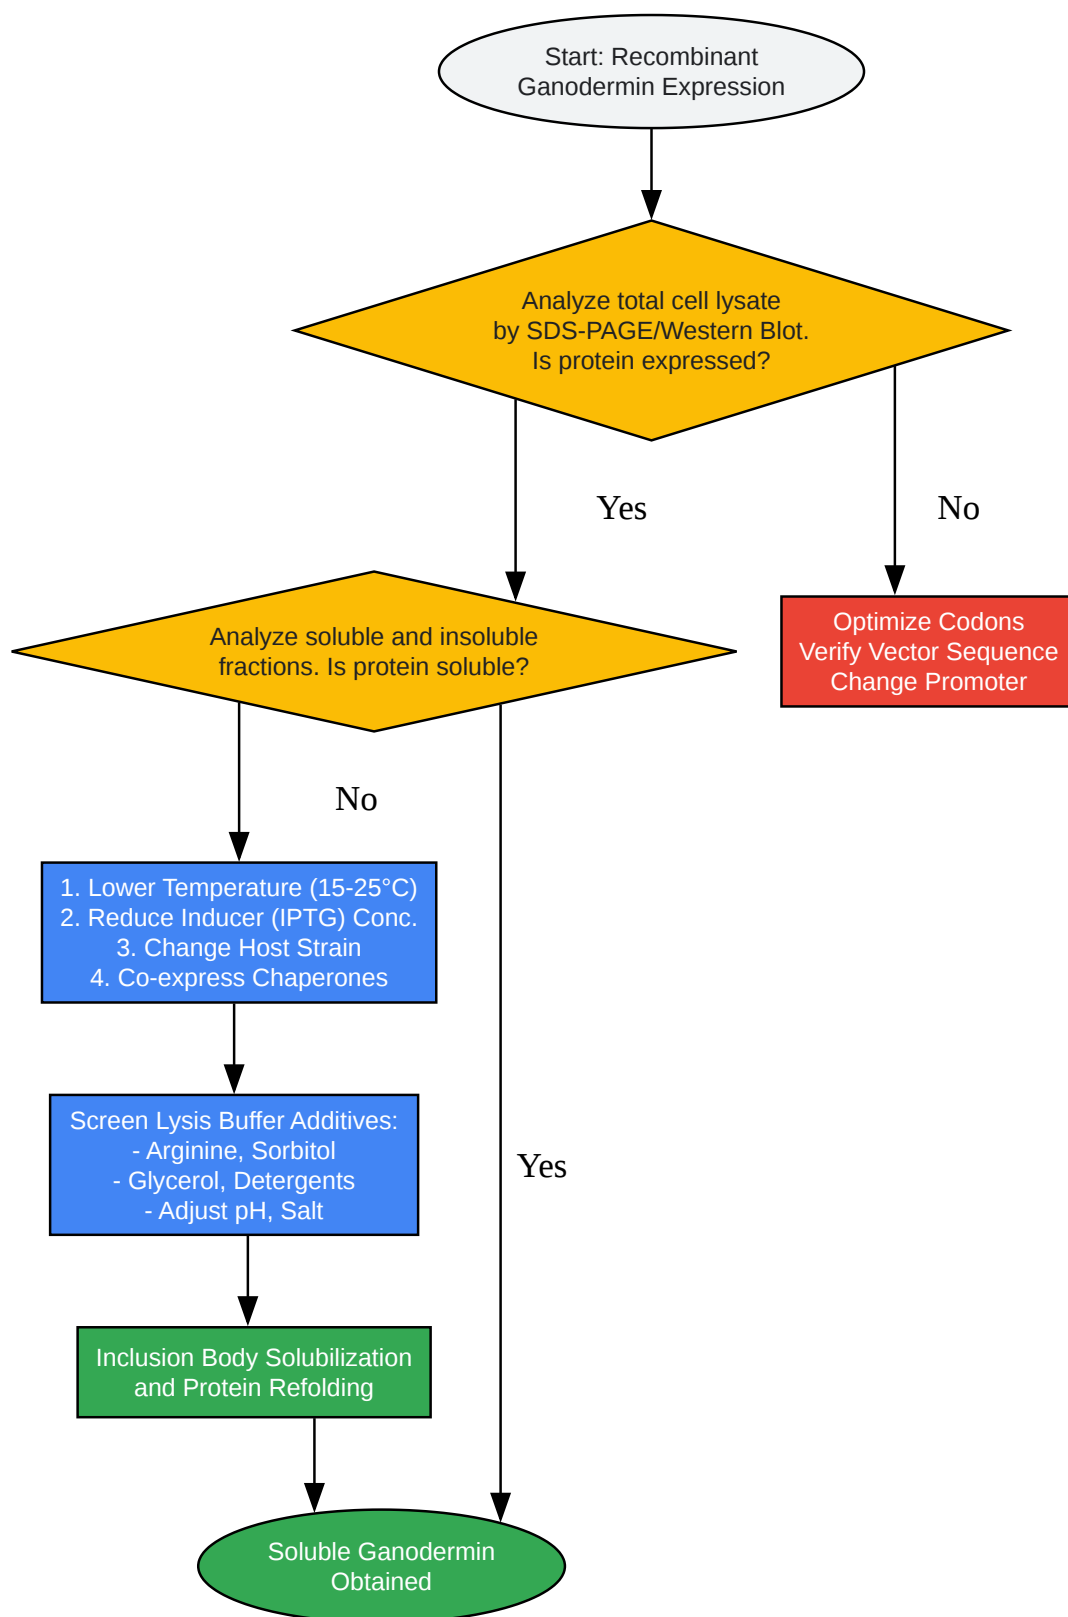 Start: Recombinant
Ganodermin Expression
Analyze total cell lysate
by SDS-PAGE/Western Blot.
Is protein expressed?
Yes
No
Analyze soluble and insoluble
fractions. Is protein soluble?
Optimize Codons
Verify Vector Sequence
Change Promoter
No
1. Lower Temperature (15-25°C)
2. Reduce Inducer (IPTG) Conc.
3. Change Host Strain
4. Co-express Chaperones
Screen Lysis Buffer Additives:
- Arginine, Sorbitol
- Glycerol, Detergents
- Adjust pH, Salt
Yes
Inclusion Body Solubilization
and Protein Refolding
Soluble Ganodermin
Obtained